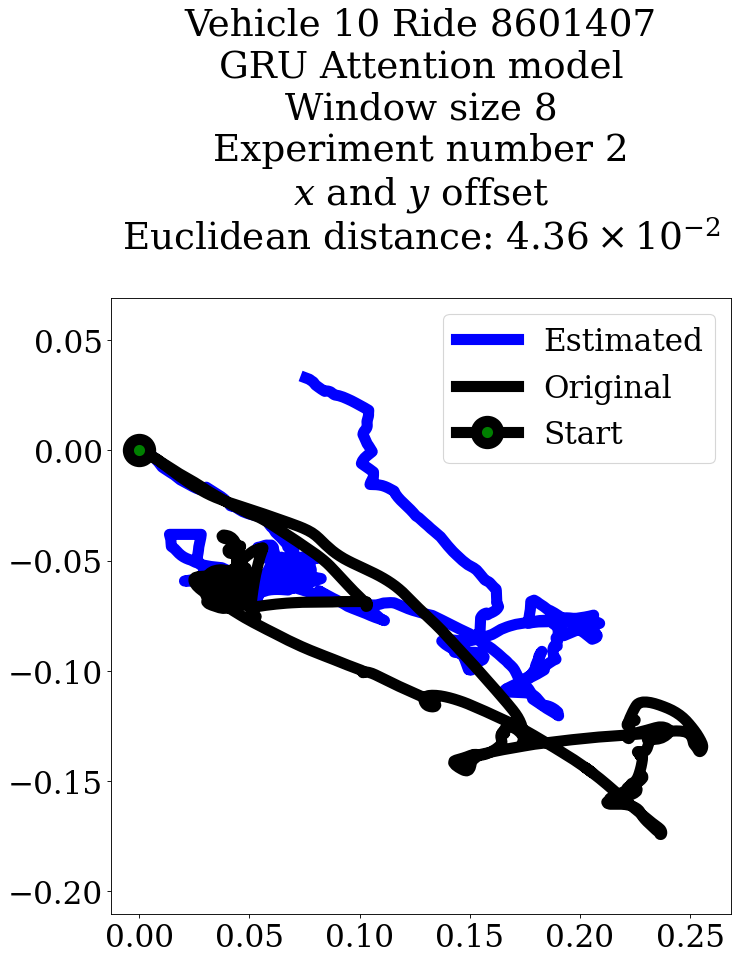 Vehicle 10 Ride 8601407
GRU Attention model
Window size 8
Experiment number 2
x and y offset
Euclidean distance: 4.36 × 10⁻²
Estimated
Original
Start
0.05
0.00
−0.05
−0.10
−0.15
−0.20
0.00 0.05 0.10 0.15 0.20 0.25